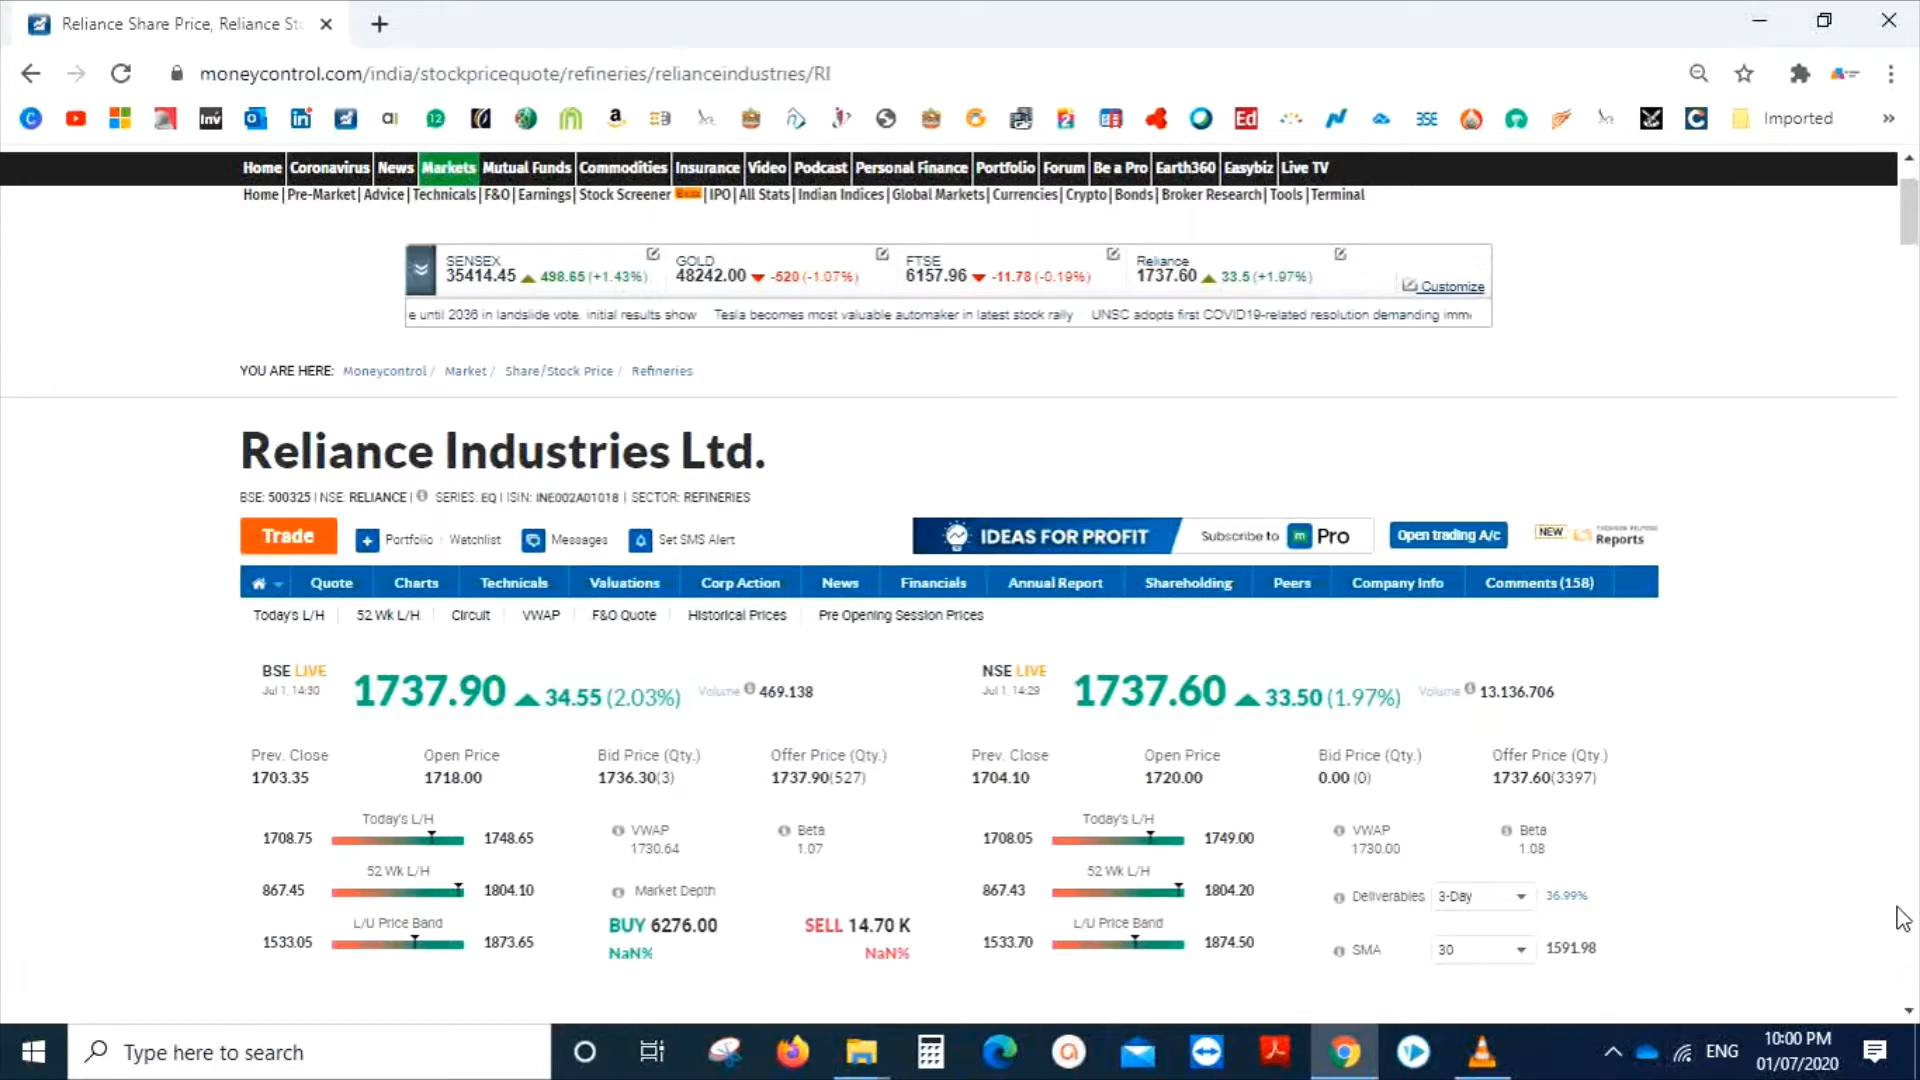 Reliance Share Price, Reliance Sto
moneycontrol.com/india/stockpricequote/refineries/relianceindustries/RI
Inv
ai
12
Ed
BSE
Imported
»
Home Coronavirus News Markets Mutual Funds Commodities Insurance Video Podcast Personal Finance Portfolio Forum Be a Pro Earth360 Easybiz Live TV
Home | Pre-Market | Advice | Technicals | F&O | Earnings | Stock Screener Beta | IPO | All Stats | Indian Indices | Global Markets | Currencies | Crypto | Bonds | Broker Research | Tools | Terminal
SENSEX GOLD FTSE Reliance
35414.45 498.65 (+1.43%) 48242.00 -520 (-1.07%) 6157.96 -11.78 (-0.19%) 1737.60 33.5 (+1.97%)
Customize
e until 2036 in landslide vote, initial results show Tesla becomes most valuable automaker in latest stock rally UNSC adopts first COVID19-related resolution demanding imme
YOU ARE HERE: Moneycontrol / Market / Share/Stock Price / Refineries
Reliance Industries Ltd.
BSE: 500325 | NSE: RELIANCE | SERIES: EQ | ISIN: INE002A01018 | SECTOR: REFINERIES
Trade Portfolio Watchlist Messages Set SMS Alert IDEAS FOR PROFIT Subscribe to m Pro Open trading A/c NEW THOMSON REUTERS Reports
Quote Charts Technicals Valuations Corp Action News Financials Annual Report Shareholding Peers Company Info Comments (158)
Today's L/H 52 Wk L/H Circuit VWAP F&O Quote Historical Prices Pre Opening Session Prices
BSE LIVE
Jul 1, 14:30
1737.90 34.55 (2.03%) Volume 469,138
NSE LIVE
Jul 1, 14:29
1737.60 33.50 (1.97%) Volume 13,136,706
Prev. Close Open Price Bid Price (Qty.) Offer Price (Qty.) Prev. Close Open Price Bid Price (Qty.) Offer Price (Qty.)
1703.35 1718.00 1736.30(3) 1737.90(527) 1704.10 1720.00 0.00 (0) 1737.60(3397)
Today's L/H
1708.75 1748.65
VWAP
1730.64
Beta
1.07
Today's L/H
1708.05 1749.00
VWAP
1730.00
Beta
1.08
52 Wk L/H
867.45 1804.10
Market Depth
52 Wk L/H
867.43 1804.20
Deliverables 3-Day 36.99%
L/U Price Band
1533.05 1873.65
BUY 6276.00 SELL 14.70 K
NaN% NaN%
L/U Price Band
1533.70 1874.50
SMA 30 1591.98
Type here to search
ENG
10:00 PM
01/07/2020